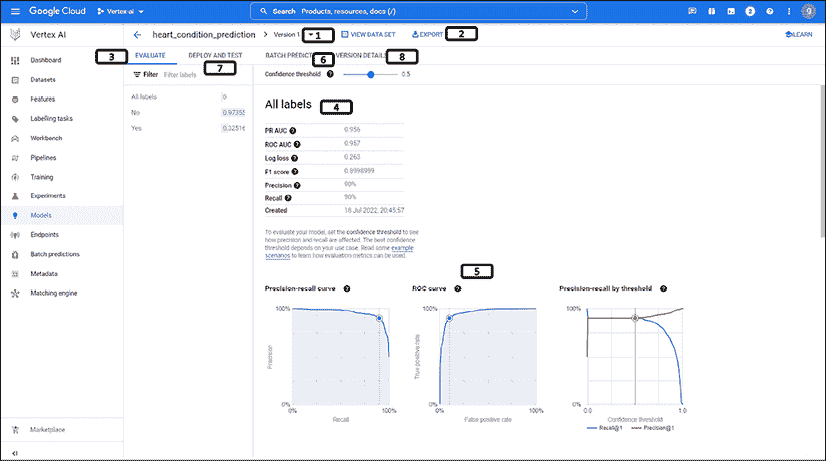 Google Cloud
Vertex ai
Search Products, resources, docs (/)
2
Vertex AI
heart_condition_prediction
Version 1
1
VIEW DATA SET
EXPORT
2
LEARN
3
EVALUATE
DEPLOY AND TEST
BATCH PREDICT
6
VERSION DETAILS
8
Dashboard
Datasets
Features
Labelling tasks
Workbench
Pipelines
Training
Experiments
Models
Endpoints
Batch predictions
Metadata
Matching engine
Marketplace
Filter Filter labels
7
All labels 0
No 0.97355
Yes 0.32516
Confidence threshold ? 0.5
All labels
4
PR AUC ? 0.956
ROC AUC ? 0.957
Log loss ? 0.263
F1 score ? 0.8998999
Precision ? 90%
Recall ? 90%
Created 18 Jul 2022, 20:45:57
To evaluate your model, set the confidence threshold to see
how precision and recall are affected. The best confidence
threshold depends on your use case. Read some example
scenarios to learn how evaluation metrics can be used.
5
Precision-recall curve ?
100%
Precision
0%
0%
100%
Recall
ROC curve ?
100%
True positive rate
0%
0%
100%
False positive rate
Precision-recall by threshold ?
100%
0%
0.0
1.0
Confidence threshold
Recall@1
Precision@1